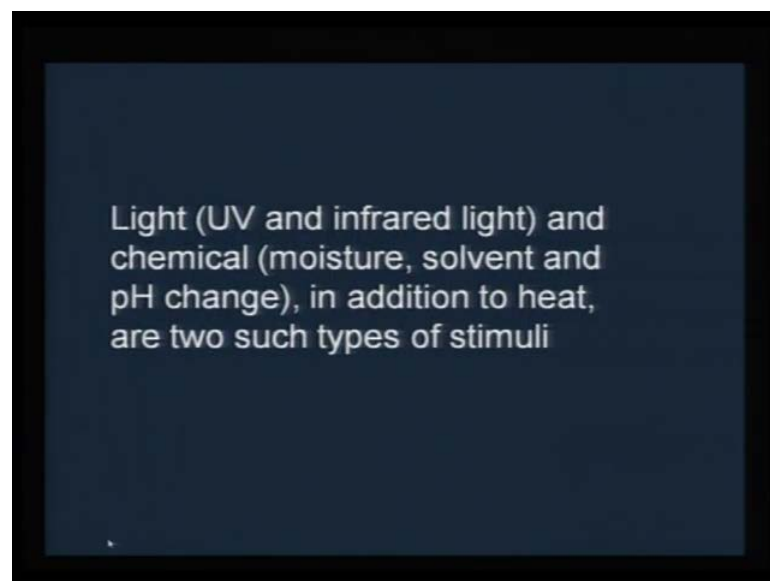 Light (UV and infrared light) and
chemical (moisture, solvent and
pH change), in addition to heat,
are two such types of stimuli